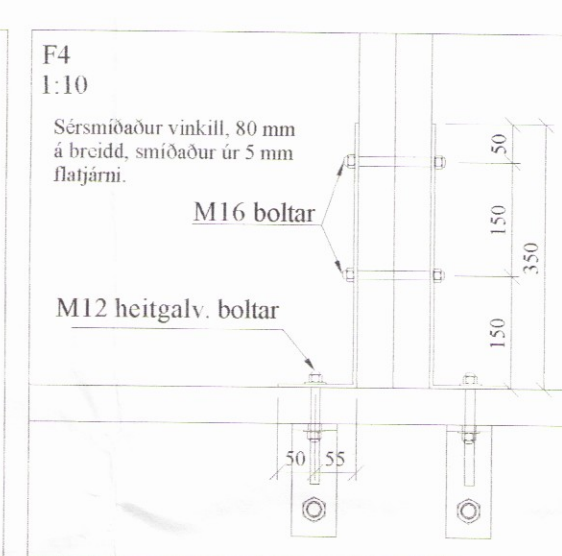 F4
1:10
Sérsmíðaður vinkill, 80 mm
á breidd, smíðaður úr 5 mm
flatjárni.
M16 boltar
M12 heitgalv. boltar
50
150
150
350
50
55